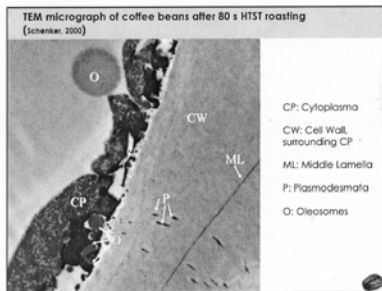 TEM micrograph of coffee beans after 80 s HTST roasting
(Schenker, 2000)
O
CW
ML
P
CP
O
CP: Cytoplasma
CW: Cell Wall,
surrounding CP
ML: Middle Lamella
P: Plasmodesmata
O: Oleosomes